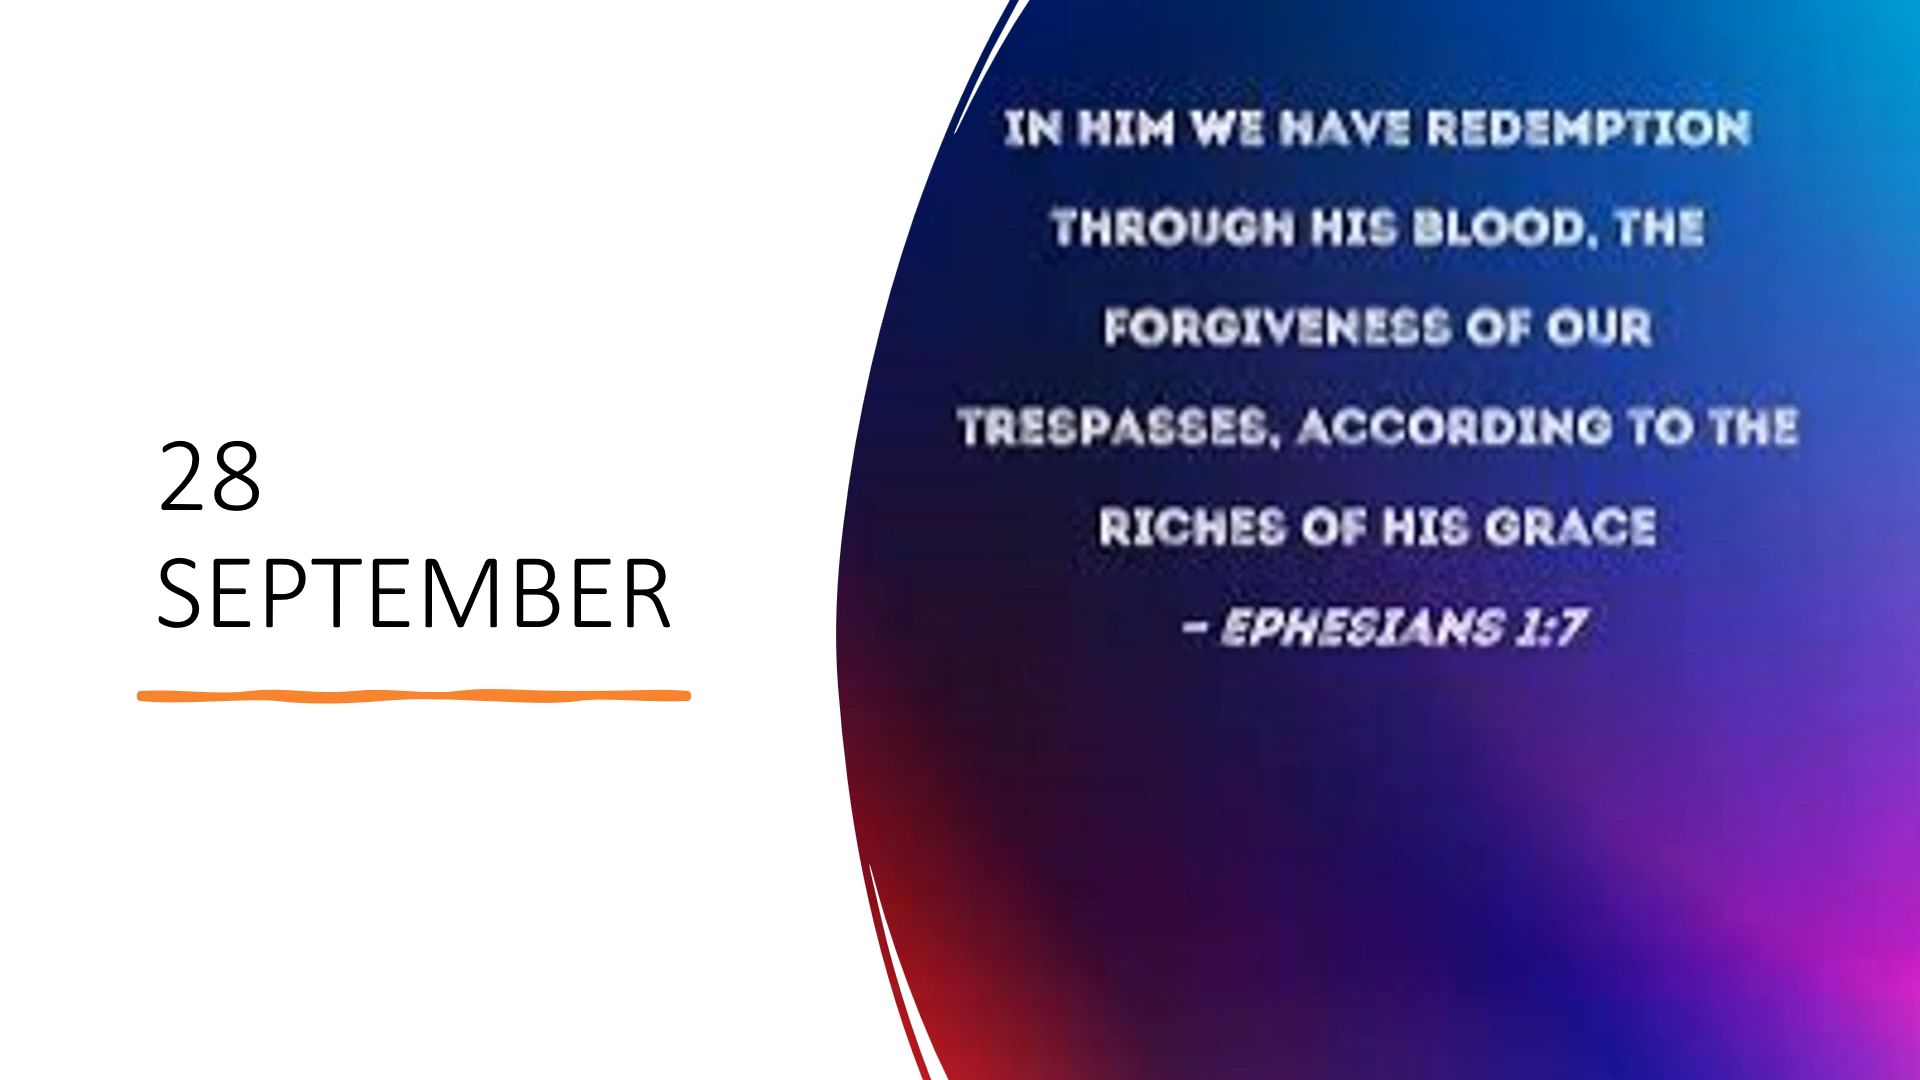 28
SEPTEMBER
IN HIM WE HAVE REDEMPTION
THROUGH HIS BLOOD, THE
FORGIVENESS OF OUR
TRESPASSES, ACCORDING TO THE
RICHES OF HIS GRACE
– EPHESIANS 1:7